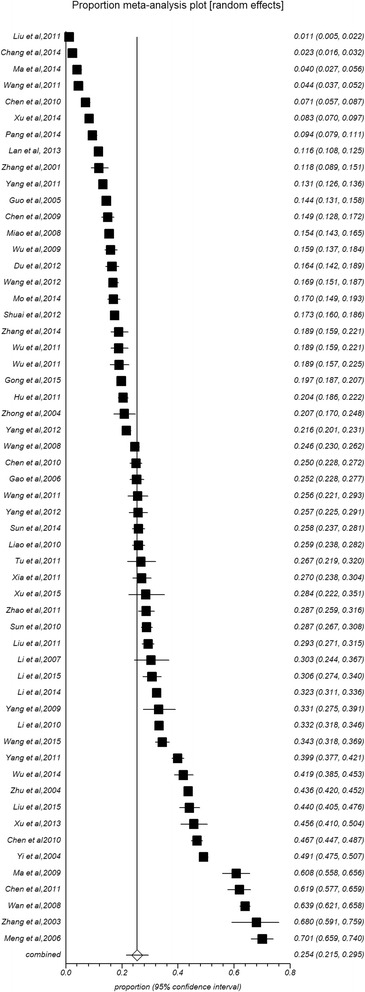 Proportion meta-analysis plot [random effects]
Liu et al,2011 0.011 (0.005, 0.022)
Chang et al,2014 0.023 (0.016, 0.032)
Ma et al,2014 0.040 (0.027, 0.056)
Wang et al,2011 0.044 (0.037, 0.052)
Chen et al,2010 0.071 (0.057, 0.087)
Xu et al,2014 0.083 (0.070, 0.097)
Pang et al,2014 0.094 (0.079, 0.111)
Lan et al, 2013 0.116 (0.108, 0.125)
Zhang et al,2001 0.118 (0.089, 0.151)
Yang et al,2011 0.131 (0.126, 0.136)
Guo et al,2005 0.144 (0.131, 0.158)
Chen et al,2009 0.149 (0.128, 0.172)
Miao et al,2008 0.154 (0.143, 0.165)
Wu et al,2009 0.159 (0.137, 0.184)
Du et al,2012 0.164 (0.142, 0.189)
Wang et al,2012 0.169 (0.151, 0.187)
Mo et al,2014 0.170 (0.149, 0.193)
Shuai et al,2012 0.173 (0.160, 0.186)
Zhang et al,2014 0.189 (0.159, 0.221)
Wu et al,2011 0.189 (0.159, 0.221)
Wu et al,2011 0.189 (0.157, 0.225)
Gong et al,2015 0.197 (0.187, 0.207)
Hu et al,2011 0.204 (0.186, 0.222)
Zhong et al,2004 0.207 (0.170, 0.248)
Yang et al,2012 0.216 (0.201, 0.231)
Wang et al,2008 0.246 (0.230, 0.262)
Chen et al,2010 0.250 (0.228, 0.272)
Gao et al,2006 0.252 (0.228, 0.277)
Wang et al,2011 0.256 (0.221, 0.293)
Yang et al,2012 0.257 (0.225, 0.291)
Sun et al,2014 0.258 (0.237, 0.281)
Liao et al,2010 0.259 (0.238, 0.282)
Tu et al,2011 0.267 (0.219, 0.320)
Xia et al,2011 0.270 (0.238, 0.304)
Xu et al,2015 0.284 (0.222, 0.351)
Zhao et al,2011 0.287 (0.259, 0.316)
Sun et al,2010 0.287 (0.267, 0.308)
Liu et al,2011 0.293 (0.271, 0.315)
Li et al,2007 0.303 (0.244, 0.367)
Li et al,2015 0.306 (0.274, 0.340)
Li et al,2014 0.323 (0.311, 0.336)
Yang et al,2009 0.331 (0.275, 0.391)
Li et al,2010 0.332 (0.318, 0.346)
Wang et al,2015 0.343 (0.318, 0.369)
Yang et al,2011 0.399 (0.377, 0.421)
Wu et al,2014 0.419 (0.385, 0.453)
Zhu et al,2004 0.436 (0.420, 0.452)
Liu et al,2015 0.440 (0.405, 0.476)
Xu et al,2013 0.456 (0.410, 0.504)
Chen et al2010 0.467 (0.447, 0.487)
Yi et al,2004 0.491 (0.475, 0.507)
Ma et al,2009 0.608 (0.558, 0.656)
Chen et al,2011 0.619 (0.577, 0.659)
Wan et al,2008 0.639 (0.621, 0.658)
Zhang et al,2003 0.680 (0.591, 0.759)
Meng et al,2006 0.701 (0.659, 0.740)
combined 0.254 (0.215, 0.295)
0.0 0.2 0.4 0.6 0.8
proportion (95% confidence interval)